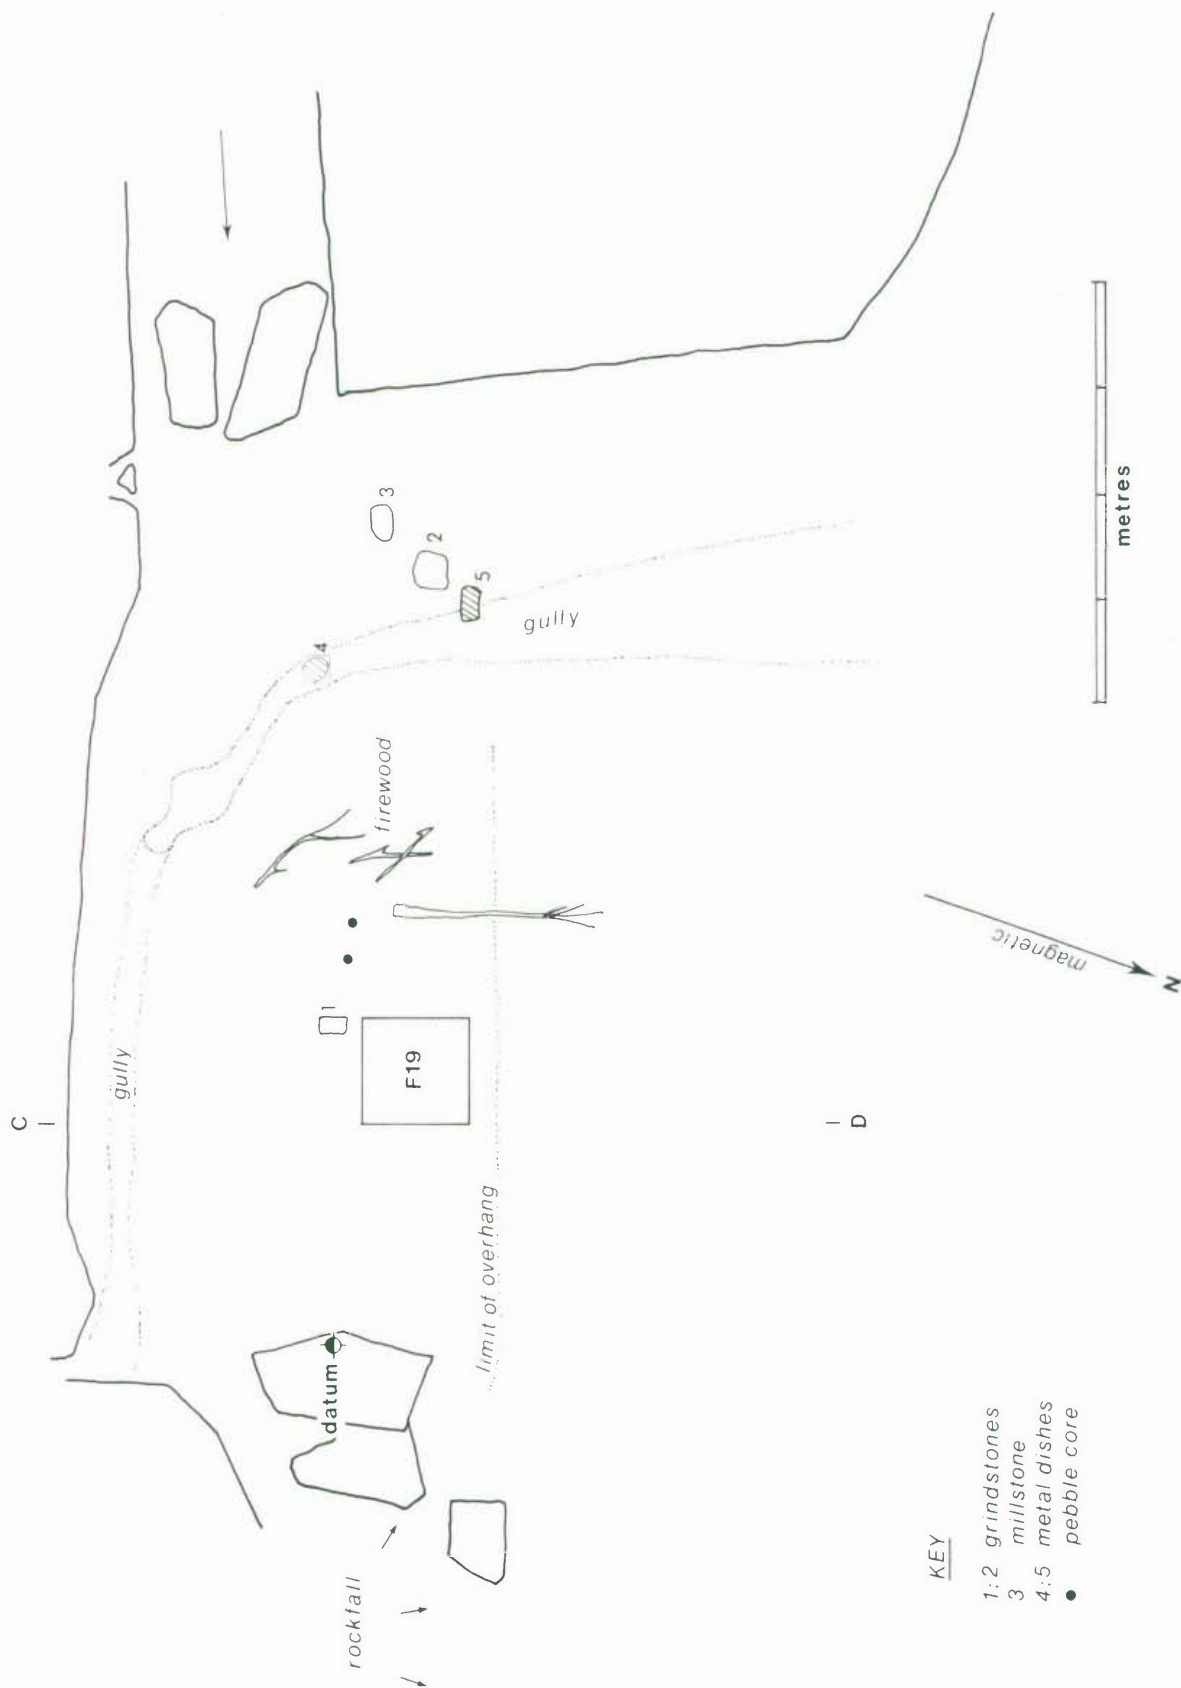 C
gully
datum
F19
1
firewood
4
gully
5
2
3
limit of overhang
rockfall
D
magnetic
N
metres
KEY
1:2 grindstones
3 millstone
4:5 metal dishes
● pebble core